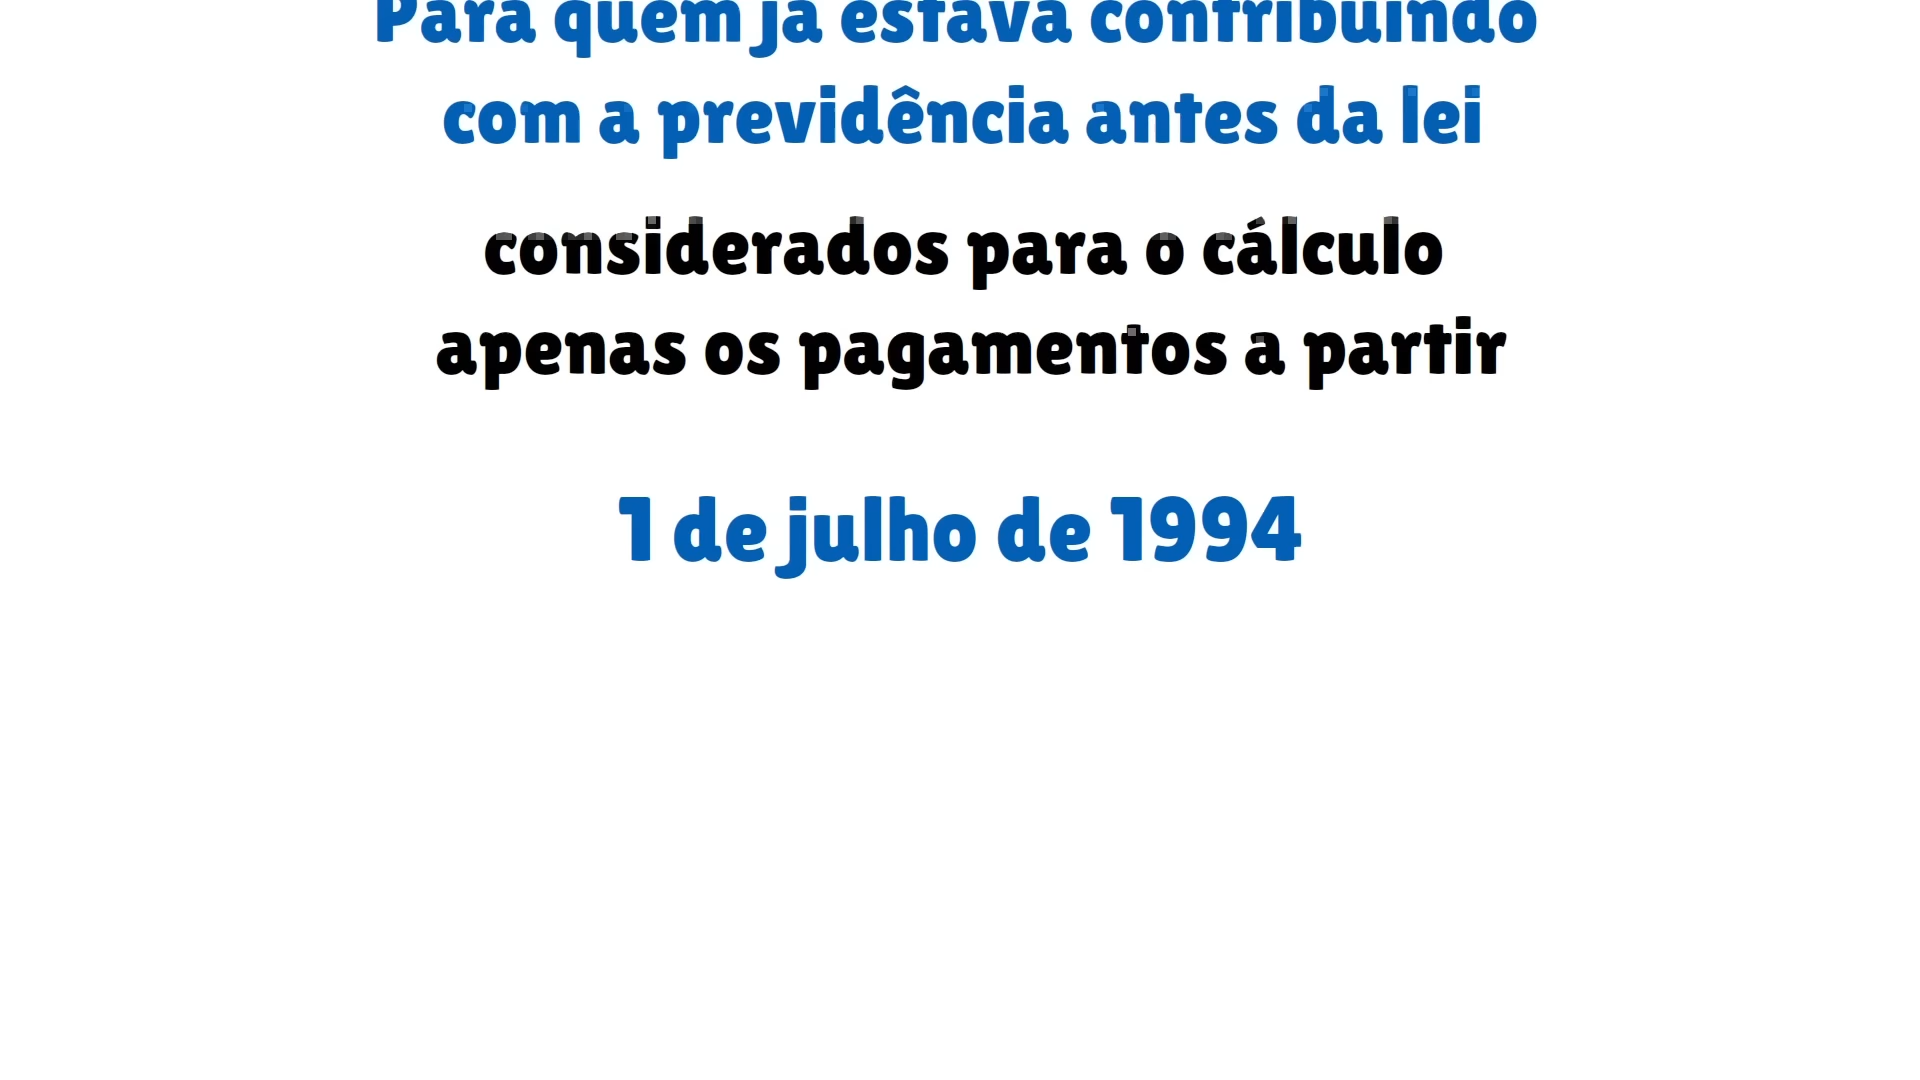 Para quem já estava contribuindo
com a previdência antes da lei
considerados para o cálculo
apenas os pagamentos a partir
1 de julho de 1994